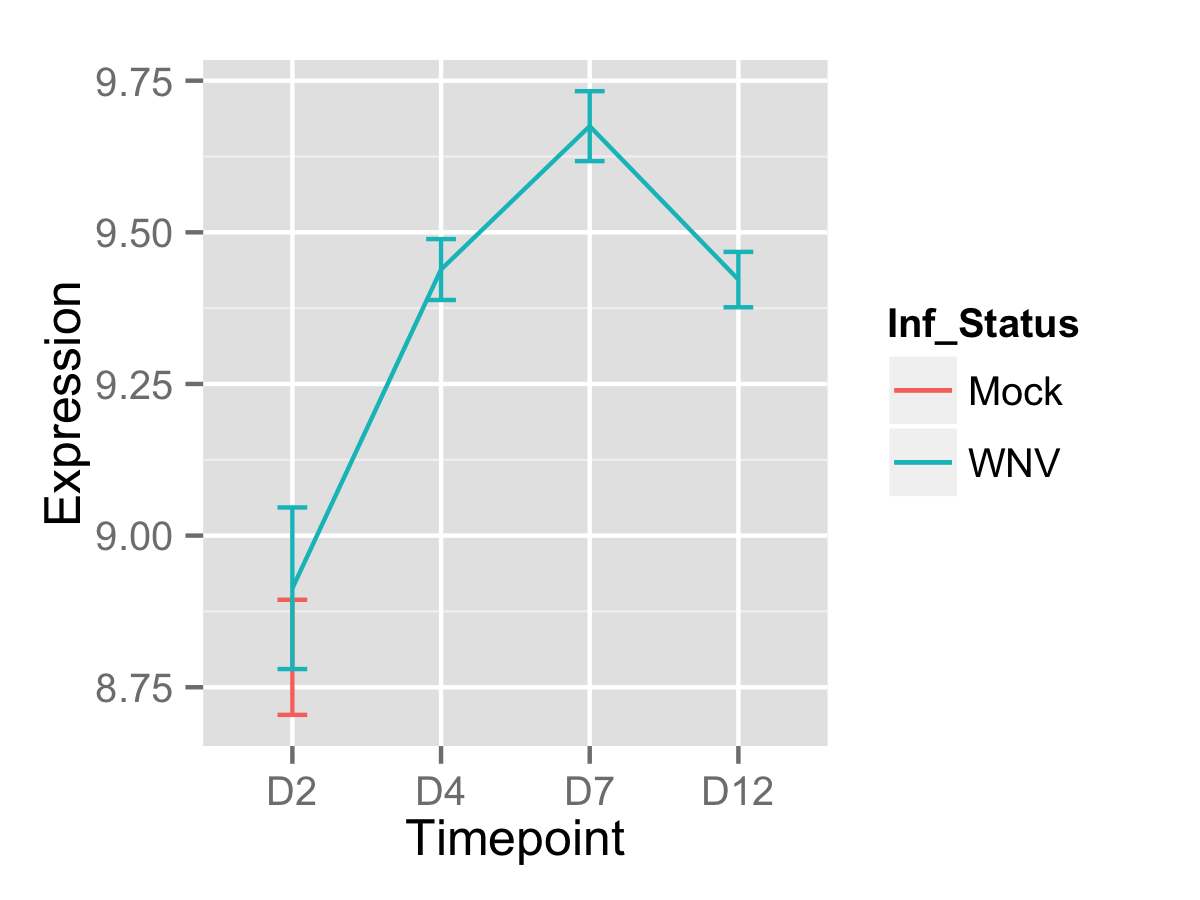 9.75
9.50
9.25
9.00
8.75
Expression
D2 D4 D7 D12
Timepoint
Inf_Status
Mock
WNV